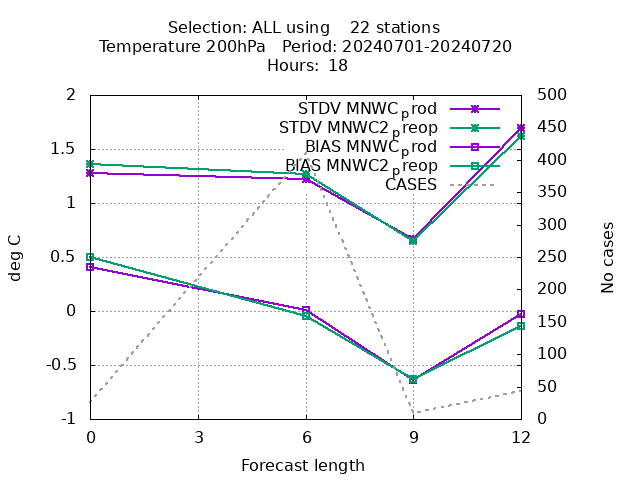 Selection: ALL using    22 stations
Temperature 200hPa   Period: 20240701-20240720
Hours:  18
STDV MNWC_prod
STDV MNWC2_preop
BIAS MNWC_prod
BIAS MNWC2_preop
CASES
2
1.5
1
0.5
0
-0.5
-1
deg C
500
450
400
350
300
250
200
150
100
50
0
No cases
0 3 6 9 12
Forecast length